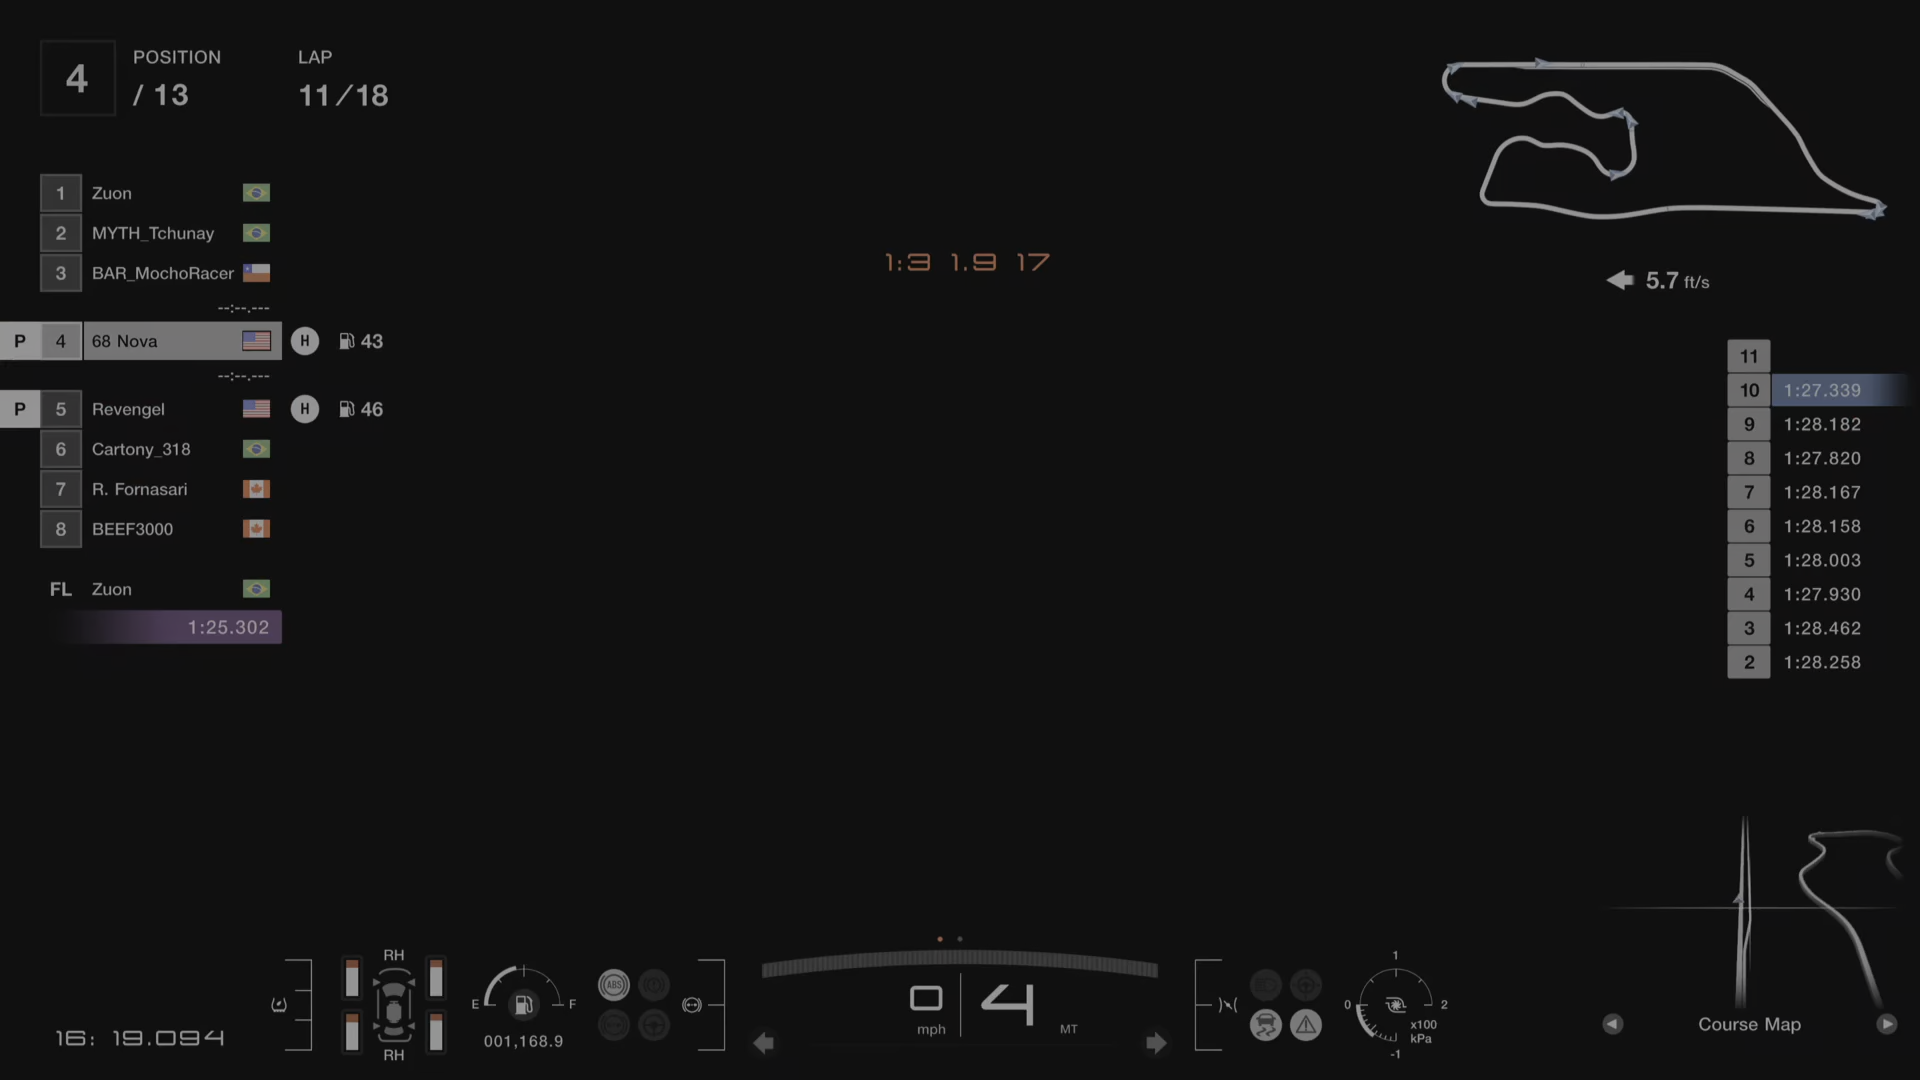 4
POSITION
/ 13
LAP
11/18
1 Zuon
2 MYTH_Tchunay
3 BAR_MochoRacer
--:--.---
P 4 68 Nova H 43
--:--.---
P 5 Revengel H 46
6 Cartony_318
7 R. Fornasari
8 BEEF3000
FL Zuon
1:25.302
1:31.917
5.7 ft/s
11
10 1:27.339
9 1:28.182
8 1:27.820
7 1:28.167
6 1:28.158
5 1:28.003
4 1:27.930
3 1:28.462
2 1:28.258
16:19.094
RH
RH
E F
001,168.9
ABS
0
mph
4
MT
1
0 2
x100
kPa
-1
Course Map